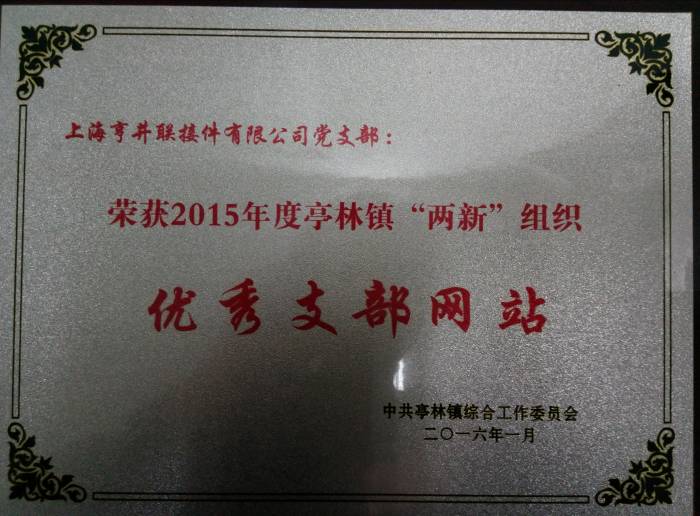 上海亨井联接件有限公司党支部：
荣获2015年度亭林镇“两新”组织
优秀支部网站
中共亭林镇综合工作委员会
二〇一六年一月